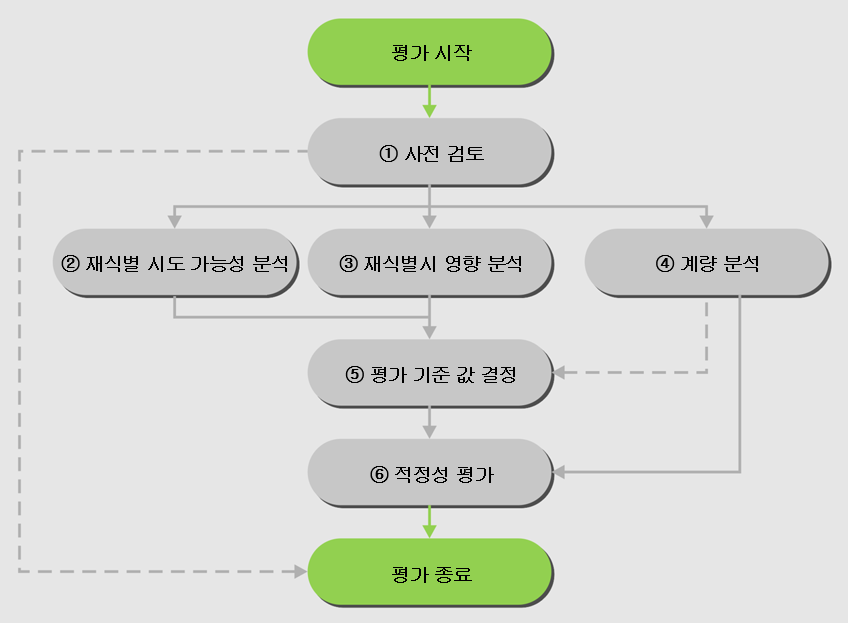 평가 시작
① 사전 검토
② 재식별 시도 가능성 분석
③ 재식별시 영향 분석
④ 계량 분석
⑤ 평가 기준 값 결정
⑥ 적정성 평가
평가 종료